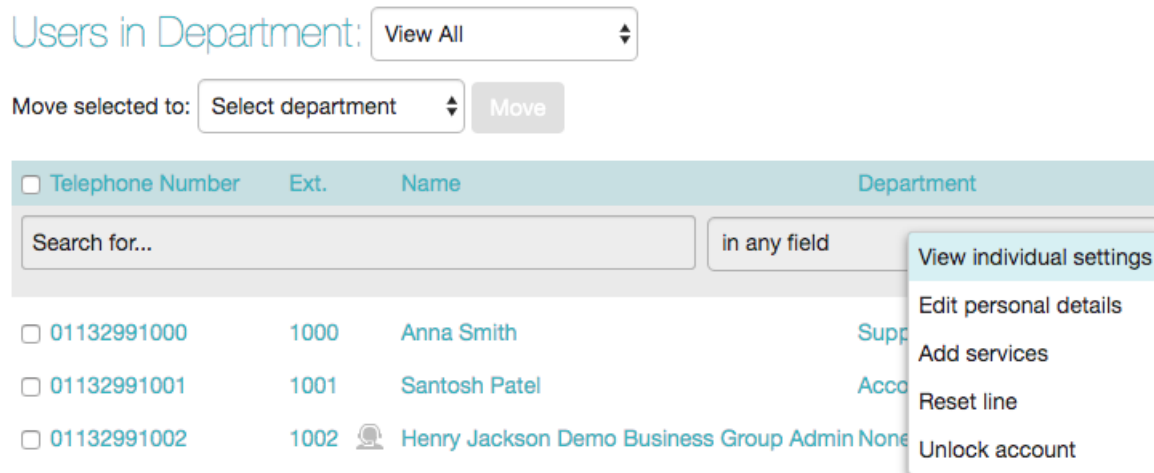 Users in Department: View All
Move selected to: Select department Move
Telephone Number Ext. Name Department
Search for... in any field
View individual settings
Edit personal details
01132991000 1000 Anna Smith Supp
Add services
01132991001 1001 Santosh Patel Acco
Reset line
01132991002 1002 Henry Jackson Demo Business Group Admin None
Unlock account